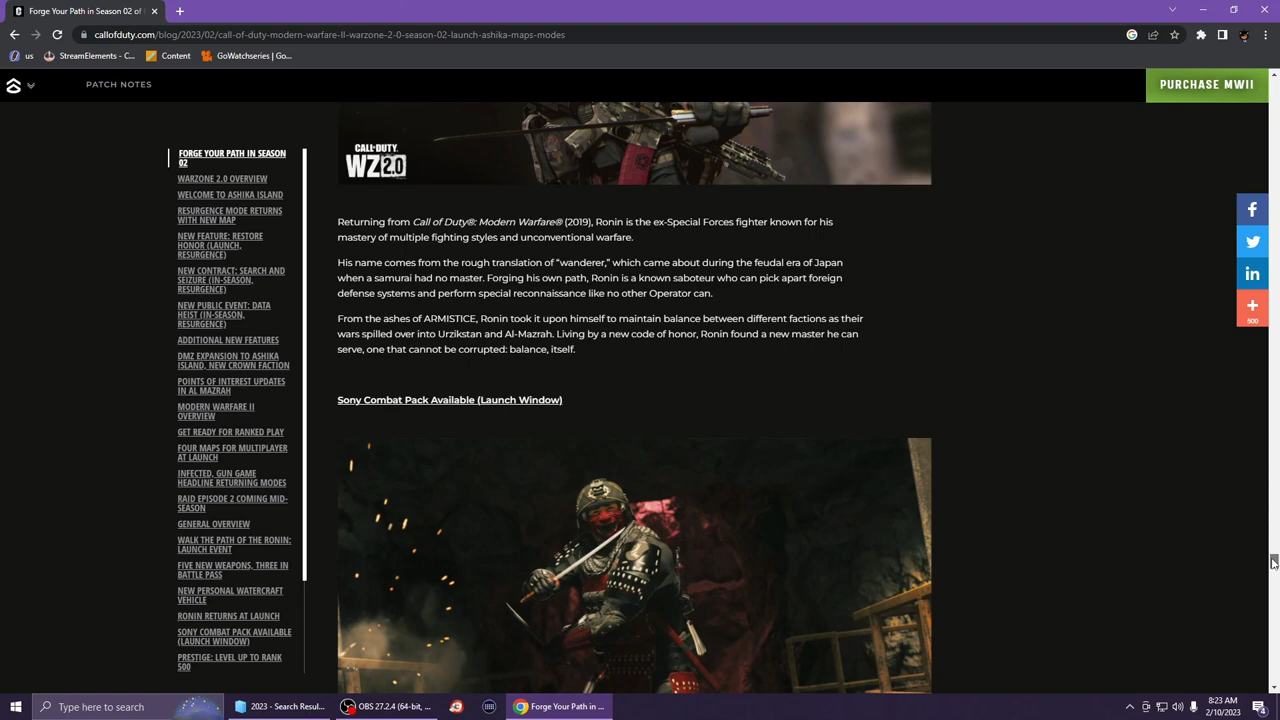 Forge Your Path in Season 02 |
callofduty.com/blog/2023/02/call-of-duty-modern-warfare-II-warzone-2-0-season-02-launch-ashika-maps-modes
us
StreamElements - C...
Content
GoWatchseries | Go...
PATCH NOTES
PURCHASE MWII
FORGE YOUR PATH IN SEASON
02
WARZONE 2.0 OVERVIEW
WELCOME TO ASHIKA ISLAND
RESURGENCE MODE RETURNS
WITH NEW MAP
NEW FEATURE: RESTORE
HONOR (LAUNCH,
RESURGENCE)
NEW CONTRACT: SEARCH AND
SEIZURE (IN-SEASON,
RESURGENCE)
NEW PUBLIC EVENT: DATA
HEIST (IN-SEASON,
RESURGENCE)
ADDITIONAL NEW FEATURES
DMZ EXPANSION TO ASHIKA
ISLAND, NEW CROWN FACTION
POINTS OF INTEREST UPDATES
IN AL MAZRAH
MODERN WARFARE II
OVERVIEW
GET READY FOR RANKED PLAY
FOUR MAPS FOR MULTIPLAYER
AT LAUNCH
INFECTED, GUN GAME
HEADLINE RETURNING MODES
RAID EPISODE 2 COMING MID-
SEASON
GENERAL OVERVIEW
WALK THE PATH OF THE RONIN:
LAUNCH EVENT
FIVE NEW WEAPONS, THREE IN
BATTLE PASS
NEW PERSONAL WATERCRAFT
VEHICLE
RONIN RETURNS AT LAUNCH
SONY COMBAT PACK AVAILABLE
(LAUNCH WINDOW)
PRESTIGE: LEVEL UP TO RANK
500
CALL OF DUTY
WZ 2.0
Returning from Call of Duty®: Modern Warfare® (2019), Ronin is the ex-Special Forces fighter known for his
mastery of multiple fighting styles and unconventional warfare.
His name comes from the rough translation of "wanderer," which came about during the feudal era of Japan
when a samurai had no master. Forging his own path, Ronin is a known saboteur who can pick apart foreign
defense systems and perform special reconnaissance like no other Operator can.
From the ashes of ARMISTICE, Ronin took it upon himself to maintain balance between different factions as their
wars spilled over into Urzikstan and Al-Mazrah. Living by a new code of honor, Ronin found a new master he can
serve, one that cannot be corrupted: balance, itself.
Sony Combat Pack Available (Launch Window)
500
Type here to search
2023 - Search Resul...
OBS 27.2.4 (64-bit, ...
Forge Your Path in ...
8:23 AM
2/10/2023
4